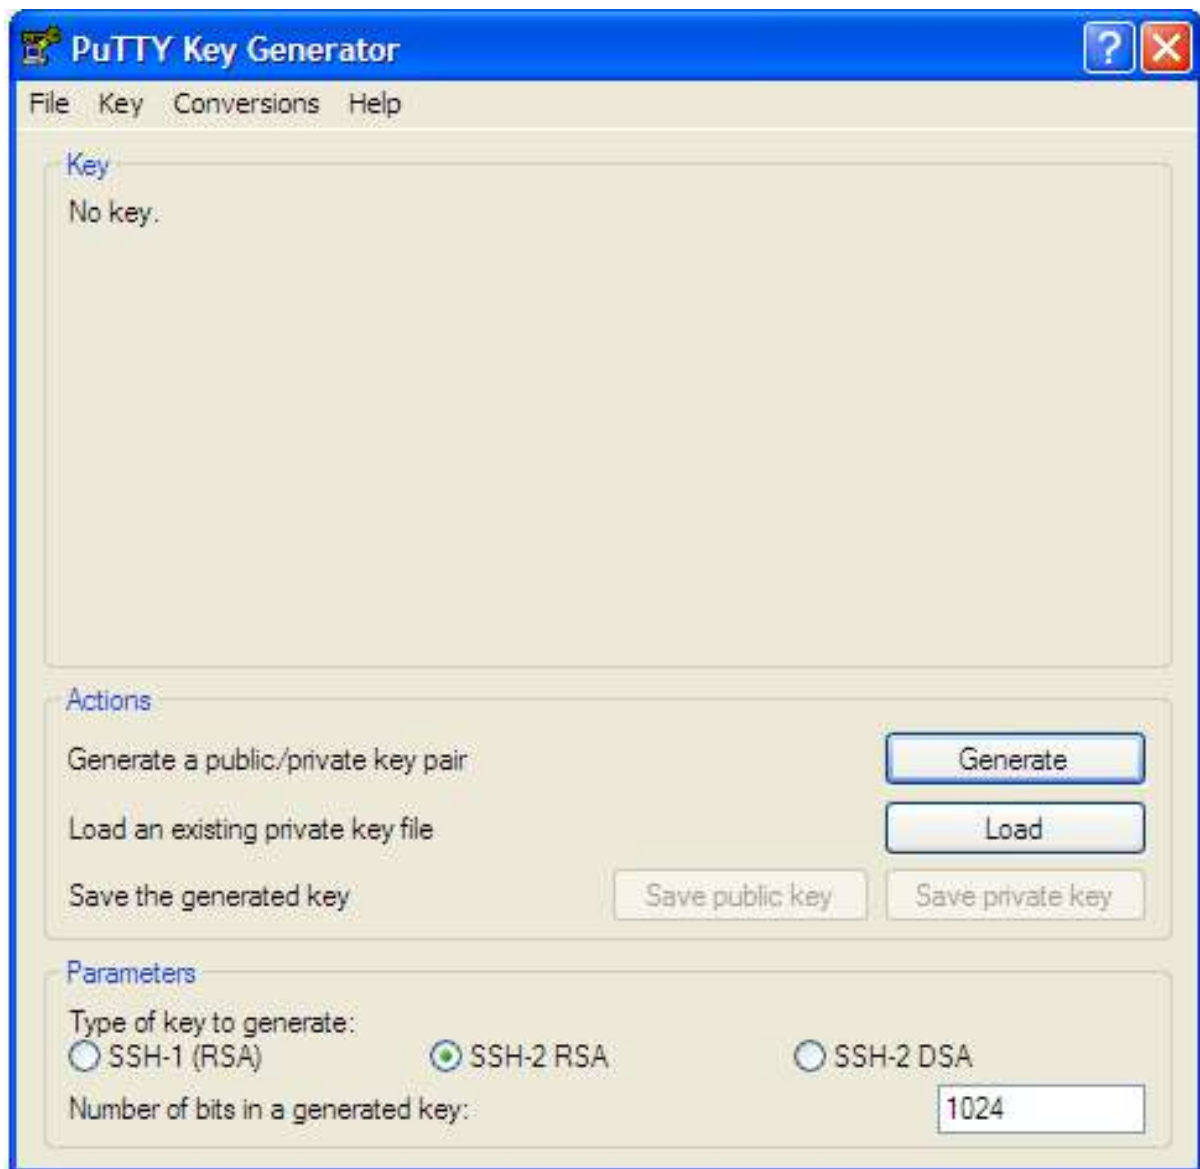 PuTTY Key Generator
File Key Conversions Help
Key
No key.
Actions
Generate a public/private key pair Generate
Load an existing private key file Load
Save the generated key Save public key Save private key
Parameters
Type of key to generate:
SSH-1 (RSA) SSH-2 RSA SSH-2 DSA
Number of bits in a generated key: 1024